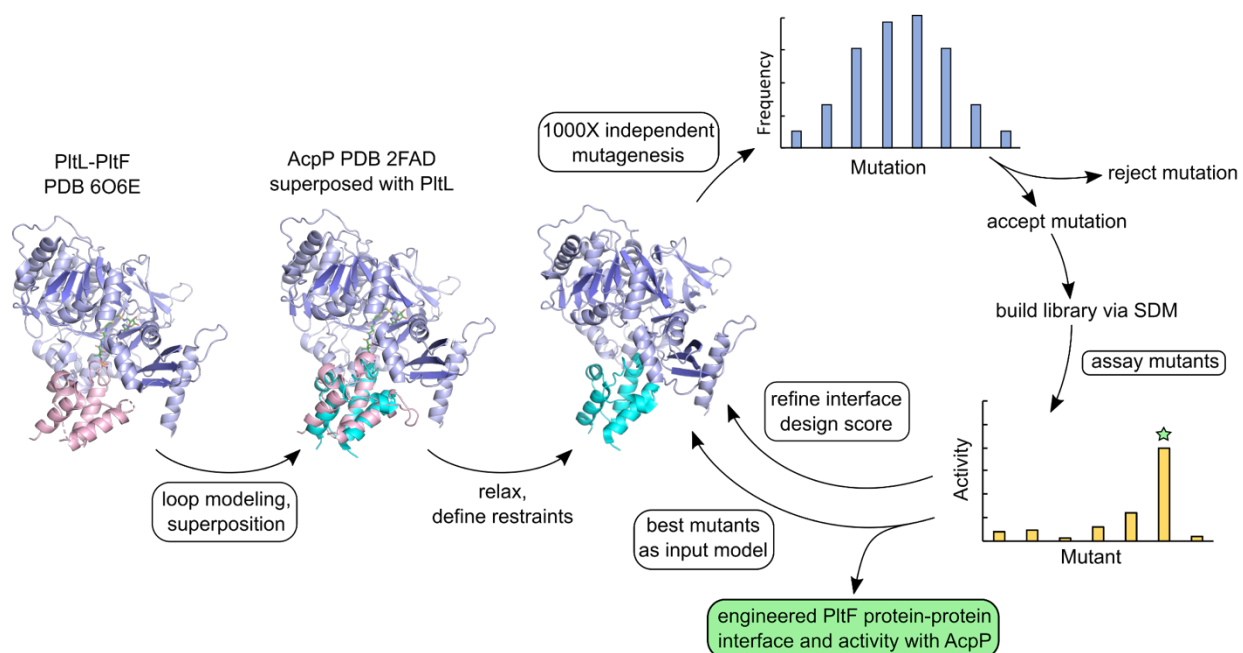 PltL-PltF
PDB 6O6E
AcpP PDB 2FAD
superposed with PltL
loop modeling,
superposition
relax,
define restraints
1000X independent
mutagenesis
Frequency
Mutation
reject mutation
accept mutation
build library via SDM
assay mutants
Activity
Mutant
refine interface
design score
best mutants
as input model
engineered PltF protein-protein
interface and activity with AcpP